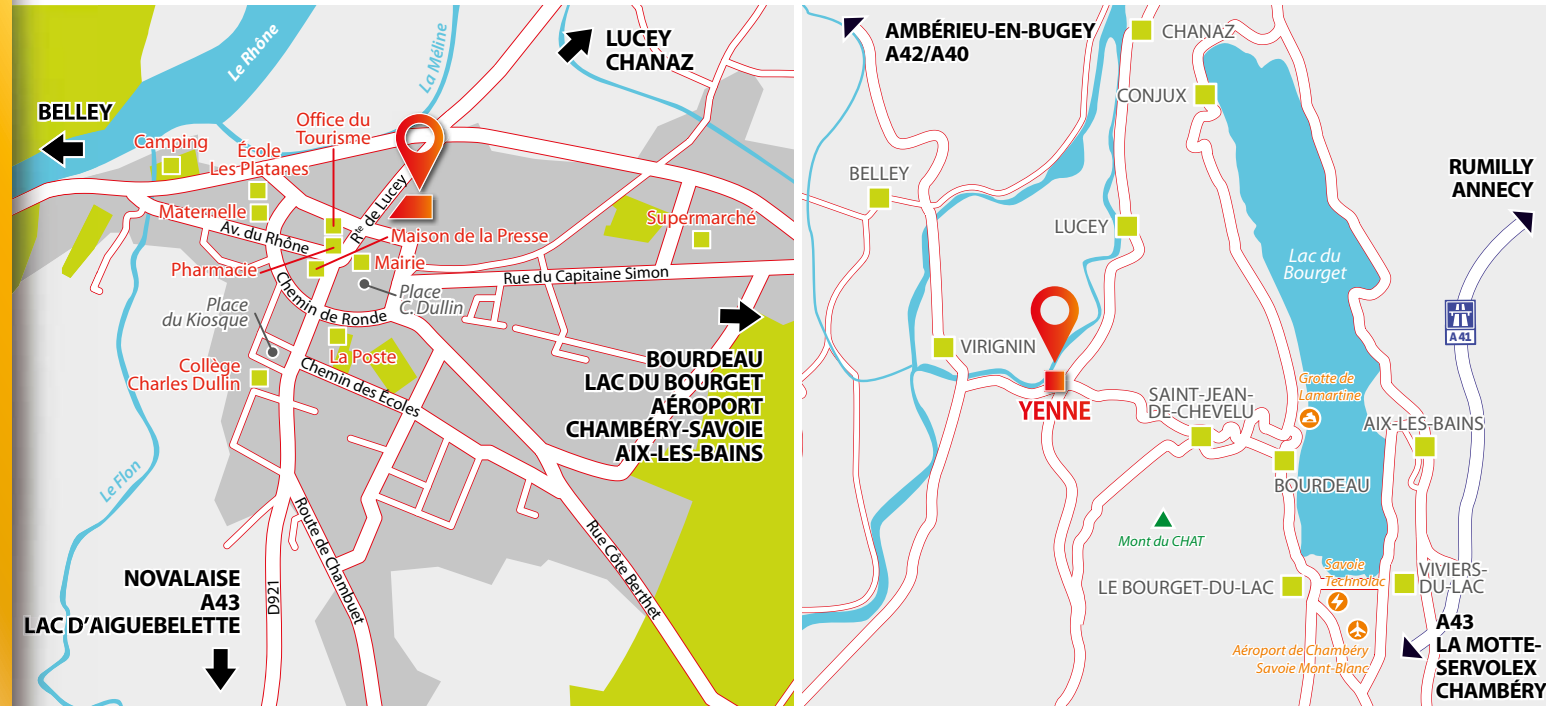 Le Rhône
La Méline
LUCEY
CHANAZ
BELLEY
Camping
Office du
Tourisme
École
Les Platanes
Maternelle
Av. du Rhône
Rte de Lucey
Supermarché
Maison de la Presse
Pharmacie
Mairie
Rue du Capitaine Simon
Place
C. Dullin
Chemin de Ronde
Place
du Kiosque
La Poste
Collège
Charles Dullin
Chemin des Écoles
BOURDEAU
LAC DU BOURGET
AÉROPORT
CHAMBÉRY-SAVOIE
AIX-LES-BAINS
Le Flon
Route de Chambuet
Rue Côte Berthet
D921
NOVALAISE
A43
LAC D'AIGUEBELETTE
AMBÉRIEU-EN-BUGEY
A42/A40
CHANAZ
CONJUX
BELLEY
RUMILLY
ANNECY
LUCEY
Lac du
Bourget
A41
VIRIGNIN
YENNE
SAINT-JEAN-
DE-CHEVELU
Grotte de
Lamartine
AIX-LES-BAINS
BOURDEAU
Mont du CHAT
LE BOURGET-DU-LAC
Savoie
Technolac
VIVIERS-
DU-LAC
Aéroport de Chambéry
Savoie Mont-Blanc
A43
LA MOTTE-
SERVOLEX
CHAMBÉRY